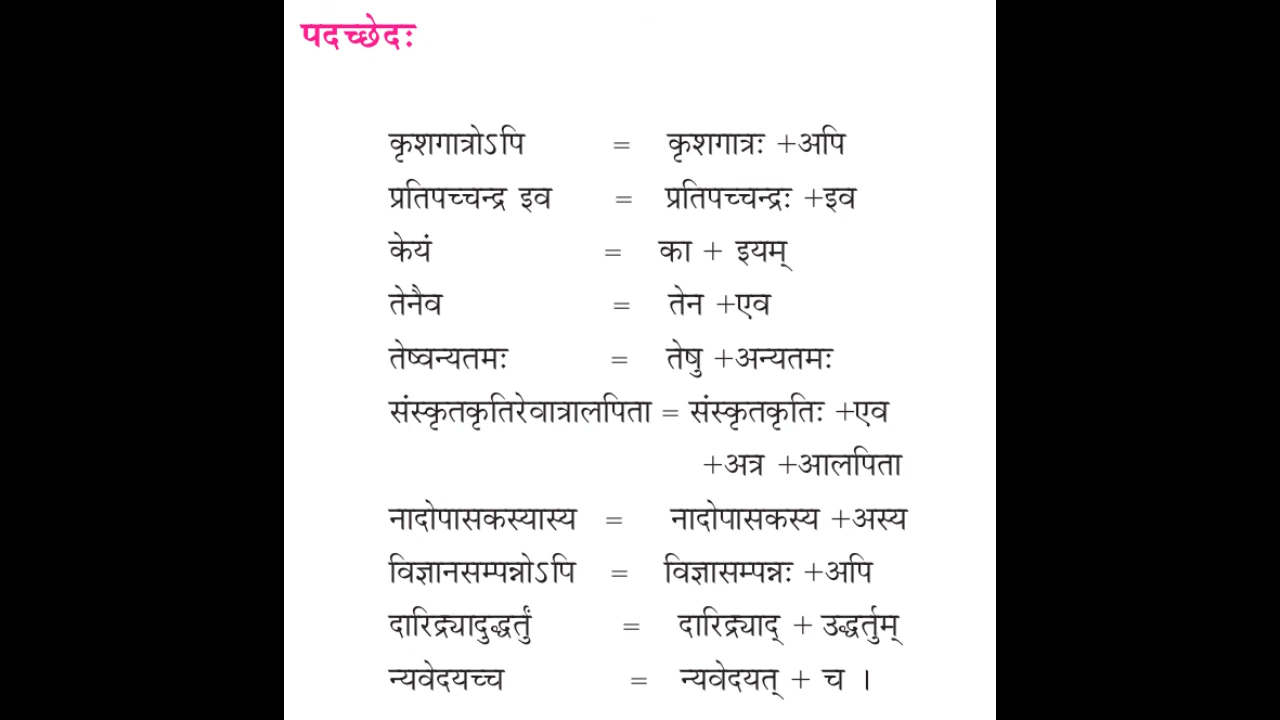 पदच्छेदः
कृशगात्रोऽपि = कृशगात्रः +अपि
प्रतिपच्चन्द्र इव = प्रतिपच्चन्द्रः +इव
केयं = का + इयम्
तेनैव = तेन +एव
तेष्वन्यतमः = तेषु +अन्यतमः
संस्कृतकृतिरेवात्रालपिता = संस्कृतकृतिः +एव
+अत्र +आलपिता
नादोपासकस्यास्य = नादोपासकस्य +अस्य
विज्ञानसम्पन्नोऽपि = विज्ञासम्पन्नः +अपि
दारिद्र्यादुद्धर्तुं = दारिद्र्याद् + उद्धर्तुम्
न्यवेदयच्च = न्यवेदयत् + च ।